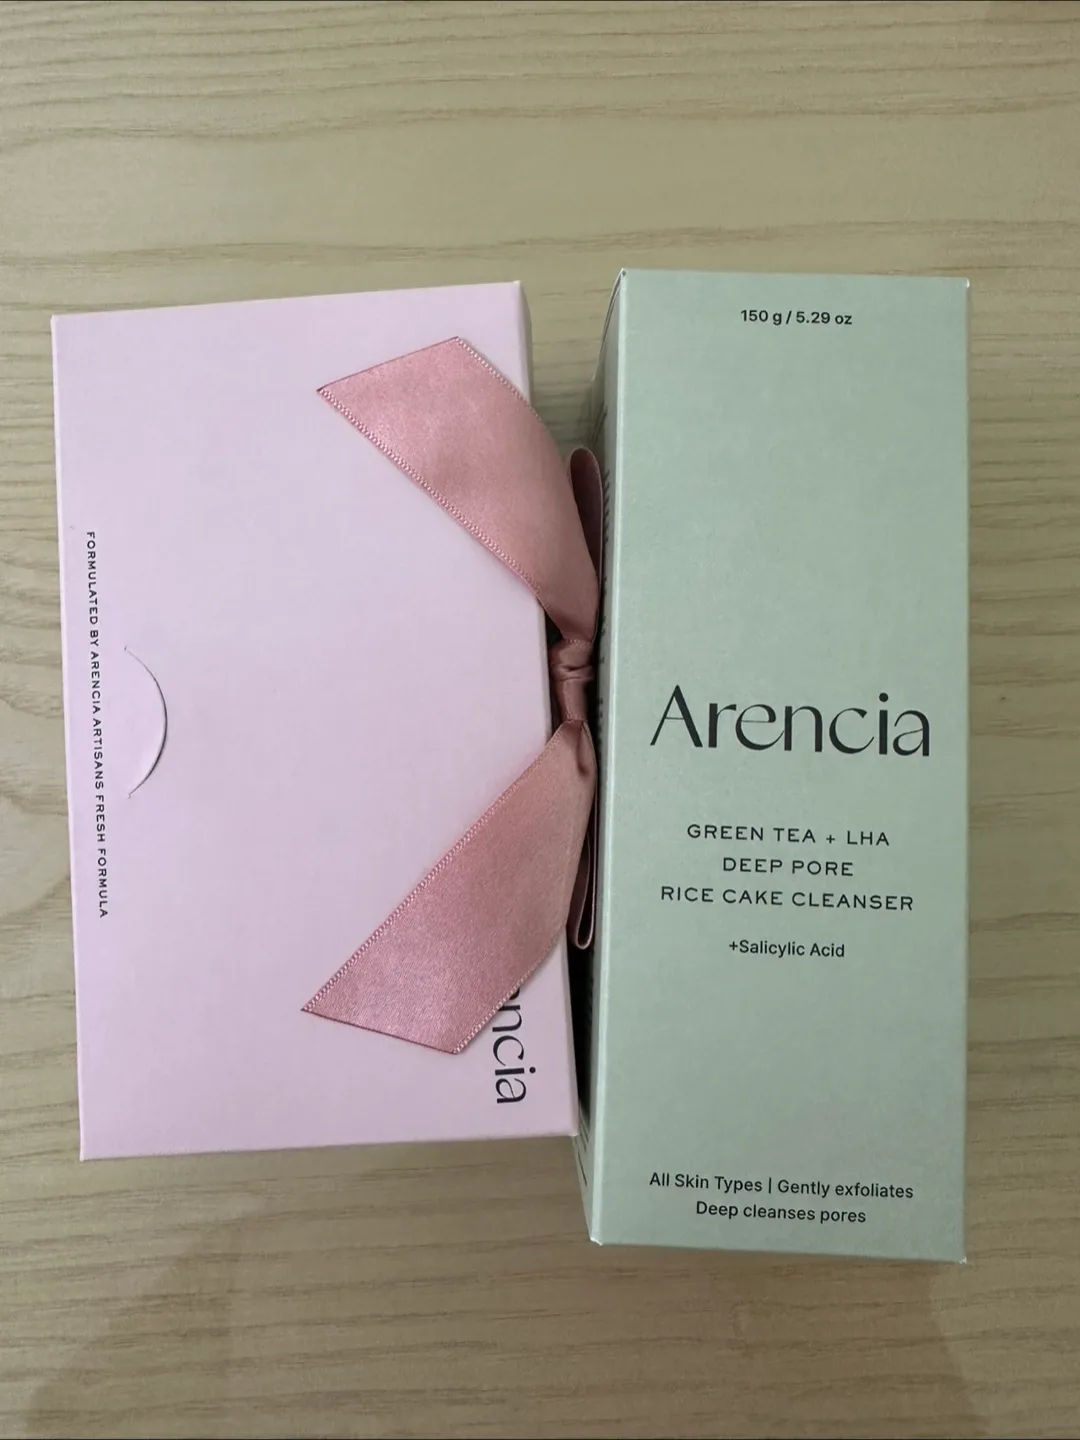 FORMULATED BY ARENCIA ARTISANS FRESH FORMULA
ncia
150 g / 5.29 oz
Arencia
GREEN TEA + LHA
DEEP PORE
RICE CAKE CLEANSER
+Salicylic Acid
All Skin Types | Gently exfoliates
Deep cleanses pores